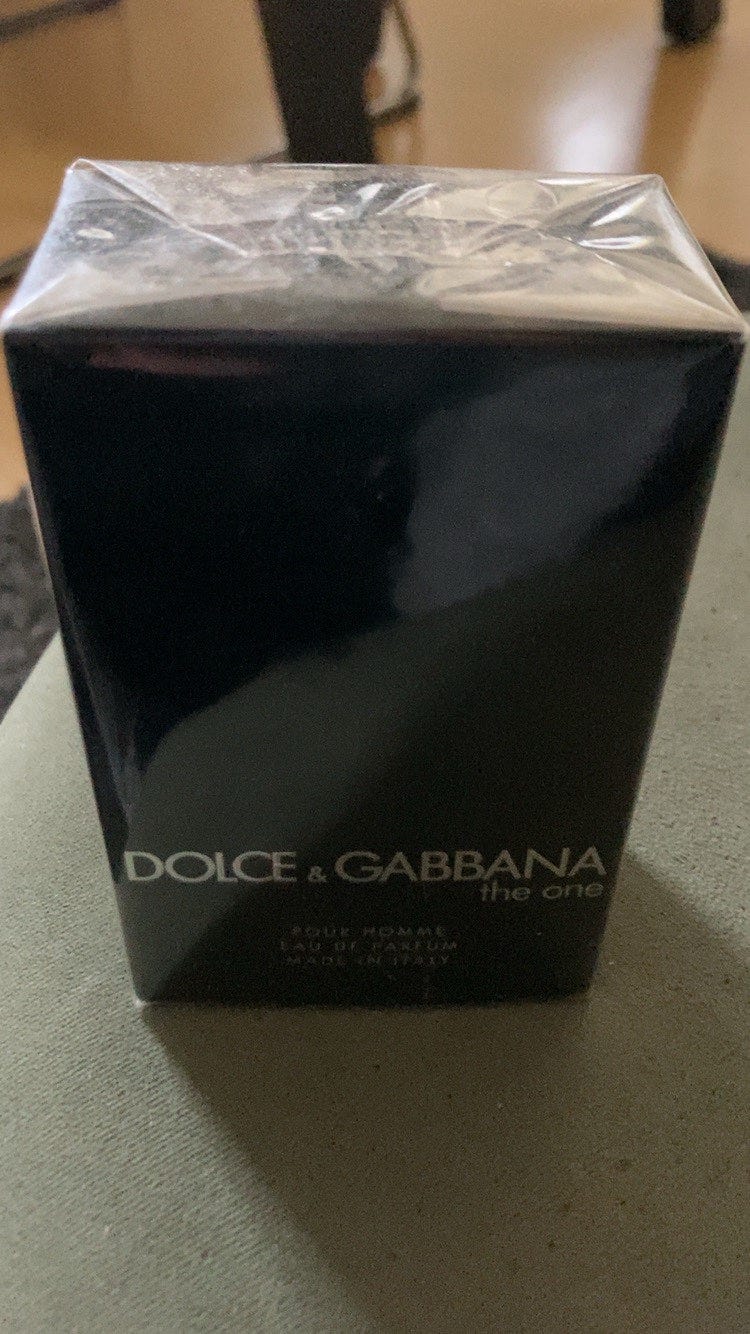 DOLCE & GABBANA
the one
POUR HOMME
EAU DE PARFUM
MADE IN ITALY